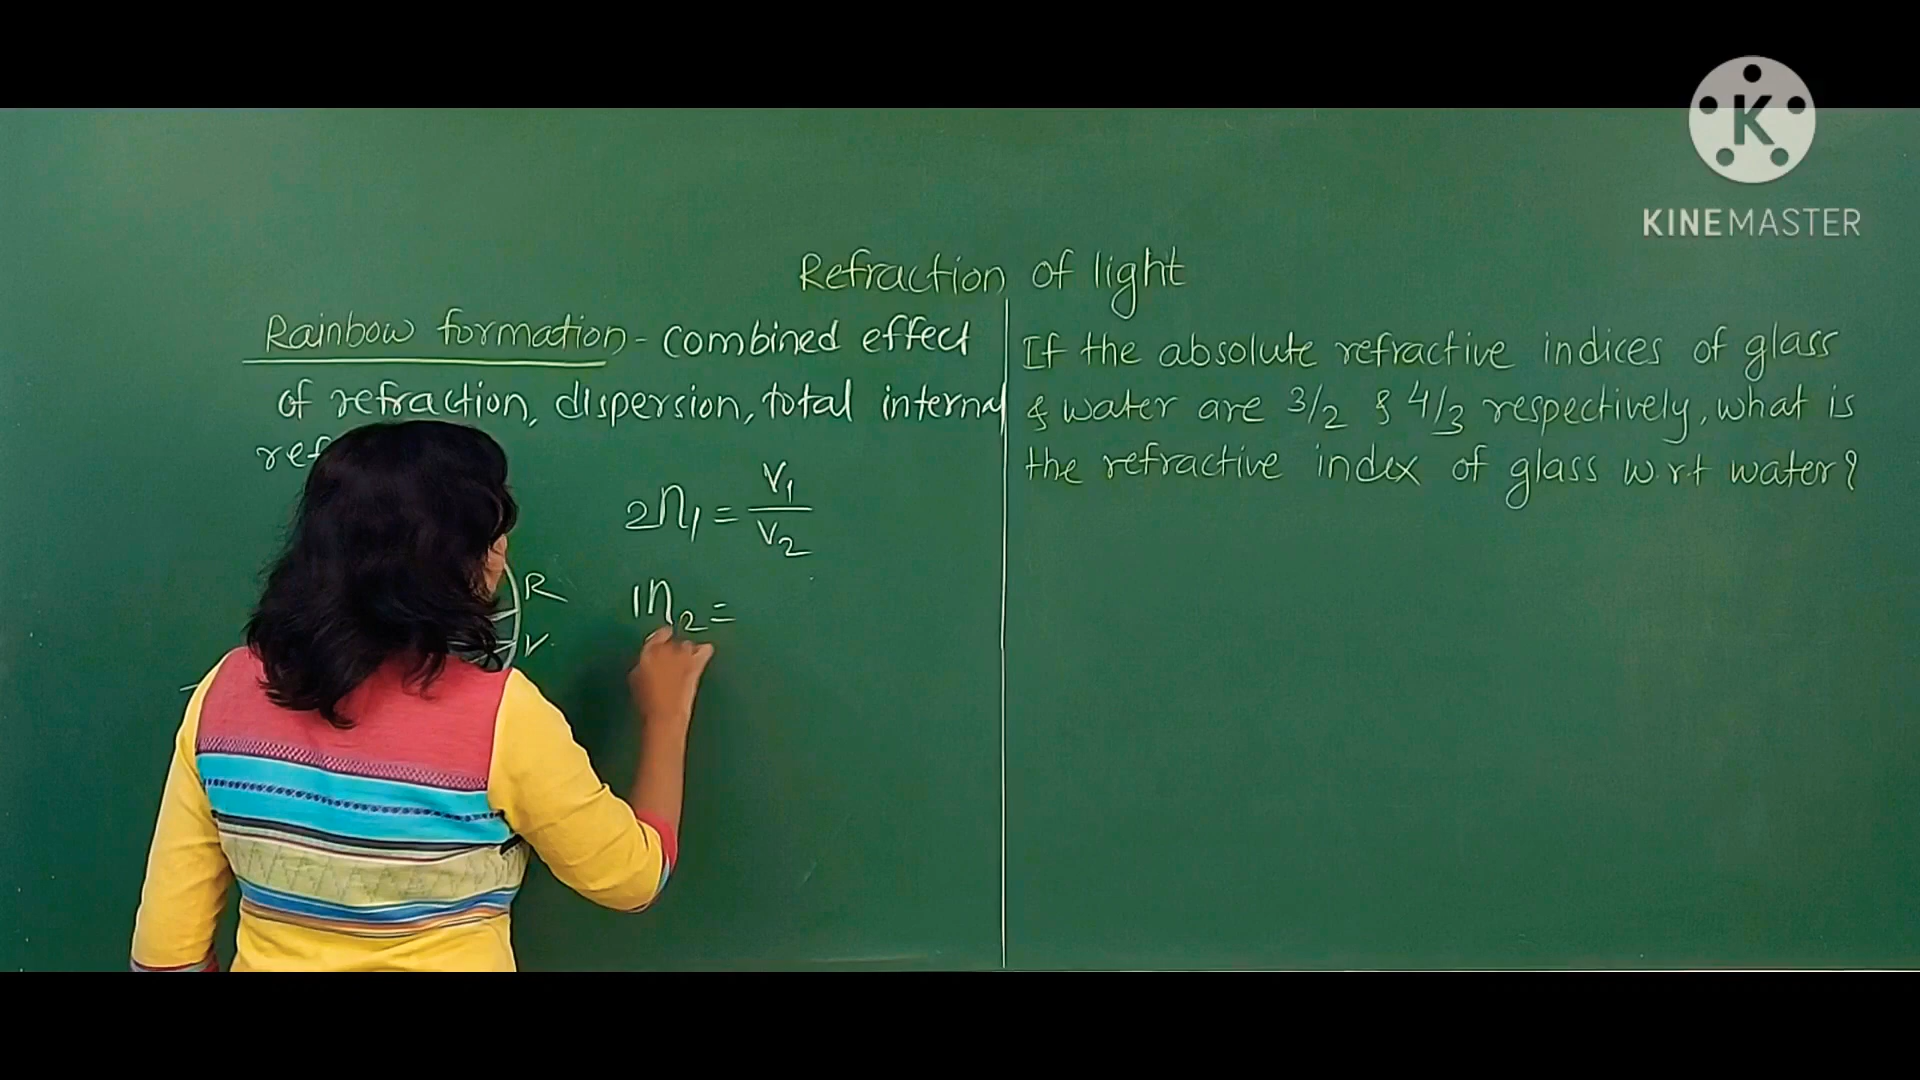 K
KINEMASTER
Refraction of light
Rainbow formation - combined effect
of refraction, dispersion, total internal
2n1 = V1/V2
1n2 =
R
V
If the absolute refractive indices of glass
& water are 3/2 & 4/3 respectively, what is
the refractive index of glass w.r.t water?